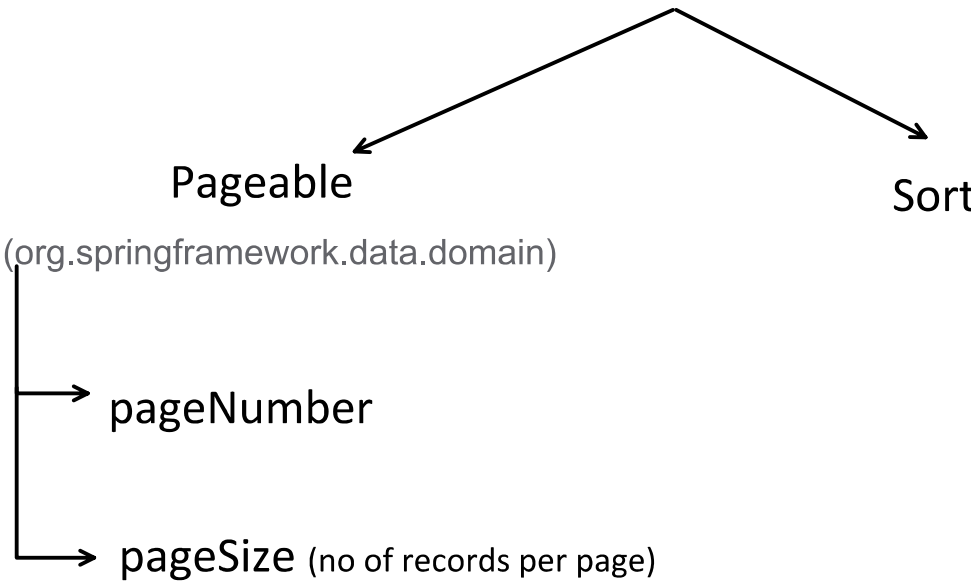 Pageable
Sort
(org.springframework.data.domain)
pageNumber
pageSize (no of records per page)